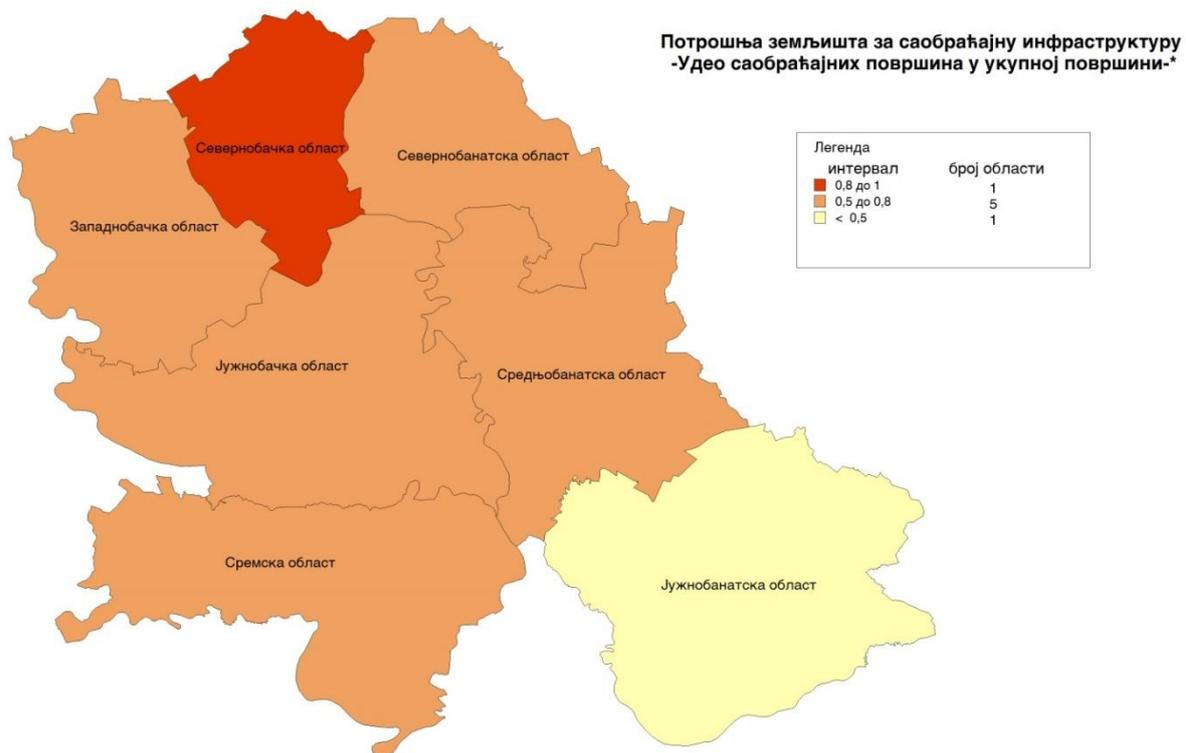 Потрошња земљишта за саобраћајну инфраструктуру
-Удео саобраћајних површина у укупној површини-*
Легенда
интервал број области
0,8 до 1 1
0,5 до 0,8 5
< 0,5 1
Севернобачка област
Севернобанатска област
Западнобачка област
Јужнобачка област
Средњобанатска област
Сремска област
Јужнобанатска област